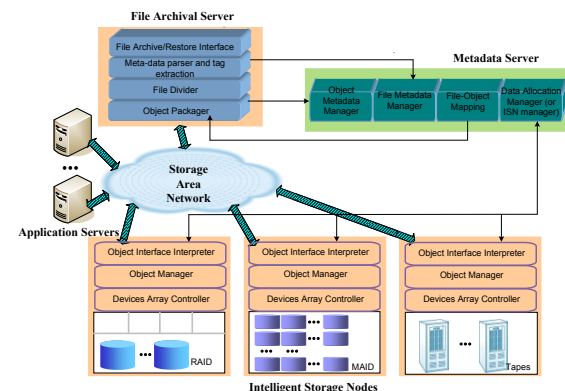 File Archival Server
File Archive/Restore Interface
Meta-data parser and tag
extraction
File Divider
Object Packager
Metadata Server
Object
Metadata
Manager
File Metadata
Manager
File-Object
Mapping
Data Allocation
Manager (or
ISN manager)
•••
Storage
Area
Network
Application Servers
Object Interface Interpreter
Object Manager
Devices Array Controller
•••
RAID
Object Interface Interpreter
Object Manager
Devices Array Controller
•••
•••
••• •••
•••
MAID
Object Interface Interpreter
Object Manager
Devices Array Controller
•••
Tapes
Intelligent Storage Nodes